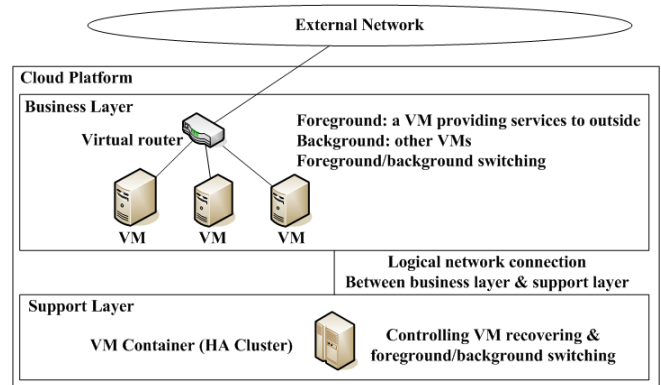 External Network
Cloud Platform
Business Layer
Virtual router
Foreground: a VM providing services to outside
Background: other VMs
Foreground/background switching
VM
VM
VM
Logical network connection
Between business layer & support layer
Support Layer
VM Container (HA Cluster)
Controlling VM recovering &
foreground/background switching